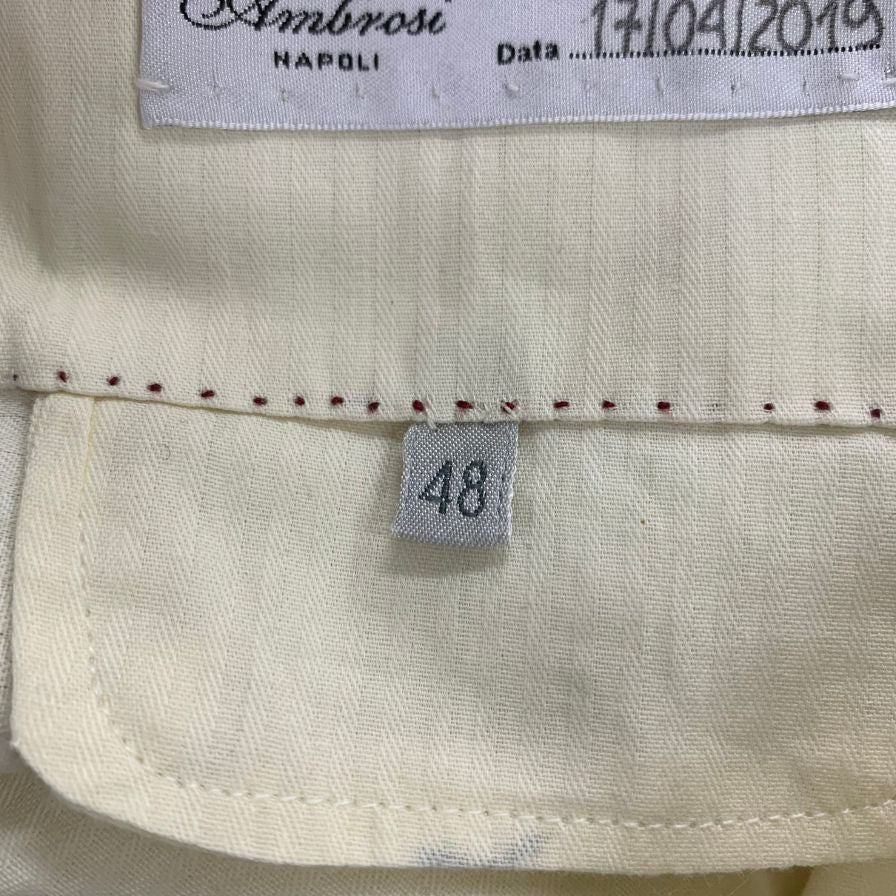 Ambrosi
NAPOLI
Data 17/04/2019
48